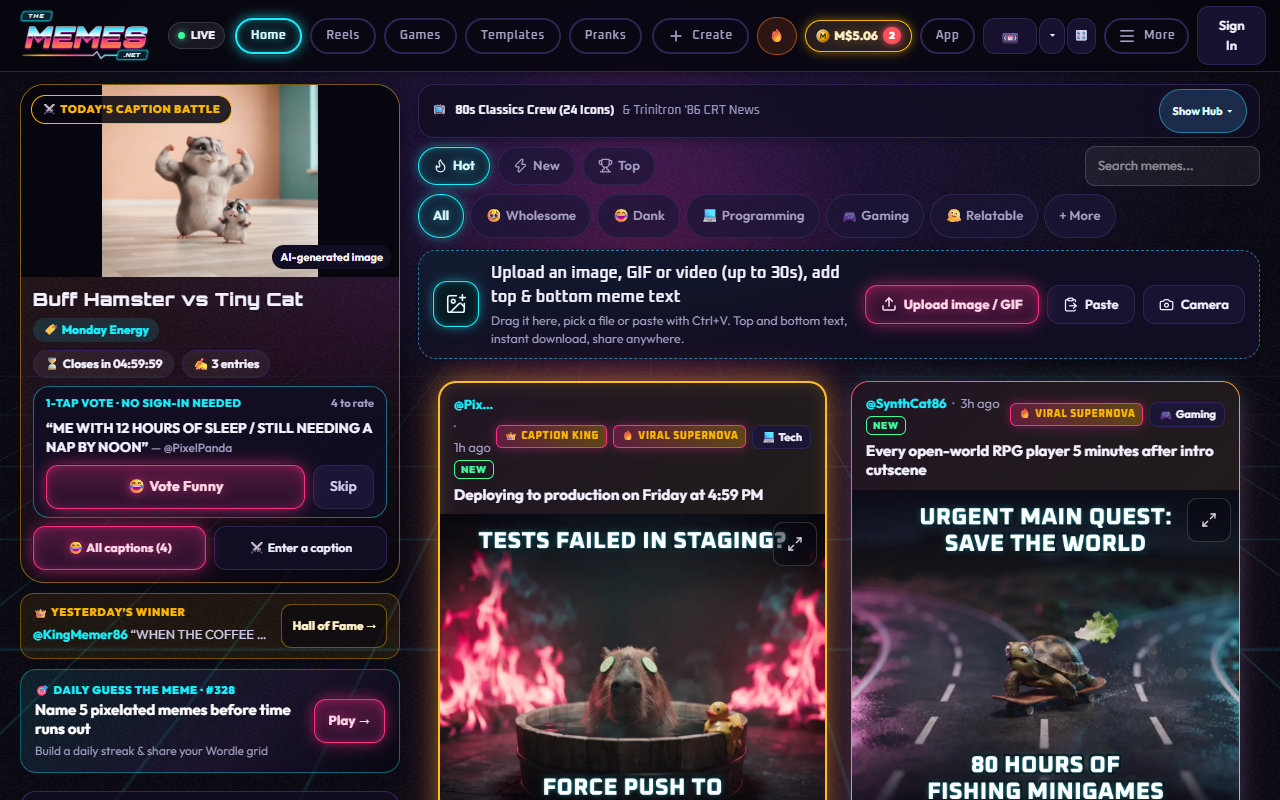 THE
MEMES
.NET
LIVE
Home
Reels
Games
Templates
Pranks
Create
M$5.06
2
App
More
Sign
In
TODAY'S CAPTION BATTLE
AI-generated image
Buff Hamster vs Tiny Cat
Monday Energy
Closes in 04:59:59
3 entries
1-TAP VOTE · NO SIGN-IN NEEDED
4 to rate
“ME WITH 12 HOURS OF SLEEP / STILL NEEDING A
NAP BY NOON” — @PixelPanda
Vote Funny
Skip
All captions (4)
Enter a caption
YESTERDAY'S WINNER
@KingMemer86 “WHEN THE COFFEE ...
Hall of Fame →
DAILY GUESS THE MEME · #328
Name 5 pixelated memes before time
runs out
Build a daily streak & share your Wordle grid
Play →
80s Classics Crew (24 Icons) & Trinitron '86 CRT News
Show Hub
Hot
New
Top
Search memes...
All
Wholesome
Dank
Programming
Gaming
Relatable
+ More
Upload an image, GIF or video (up to 30s), add
top & bottom meme text
Drag it here, pick a file or paste with Ctrl+V. Top and bottom text,
instant download, share anywhere.
Upload image / GIF
Paste
Camera
@Pix...
·
1h ago
NEW
CAPTION KING
VIRAL SUPERNOVA
Tech
Deploying to production on Friday at 4:59 PM
TESTS FAILED IN STAGING?
FORCE PUSH TO
@SynthCat86 · 3h ago
NEW
VIRAL SUPERNOVA
Gaming
Every open-world RPG player 5 minutes after intro
cutscene
URGENT MAIN QUEST:
SAVE THE WORLD
80 HOURS OF
FISHING MINIGAMES